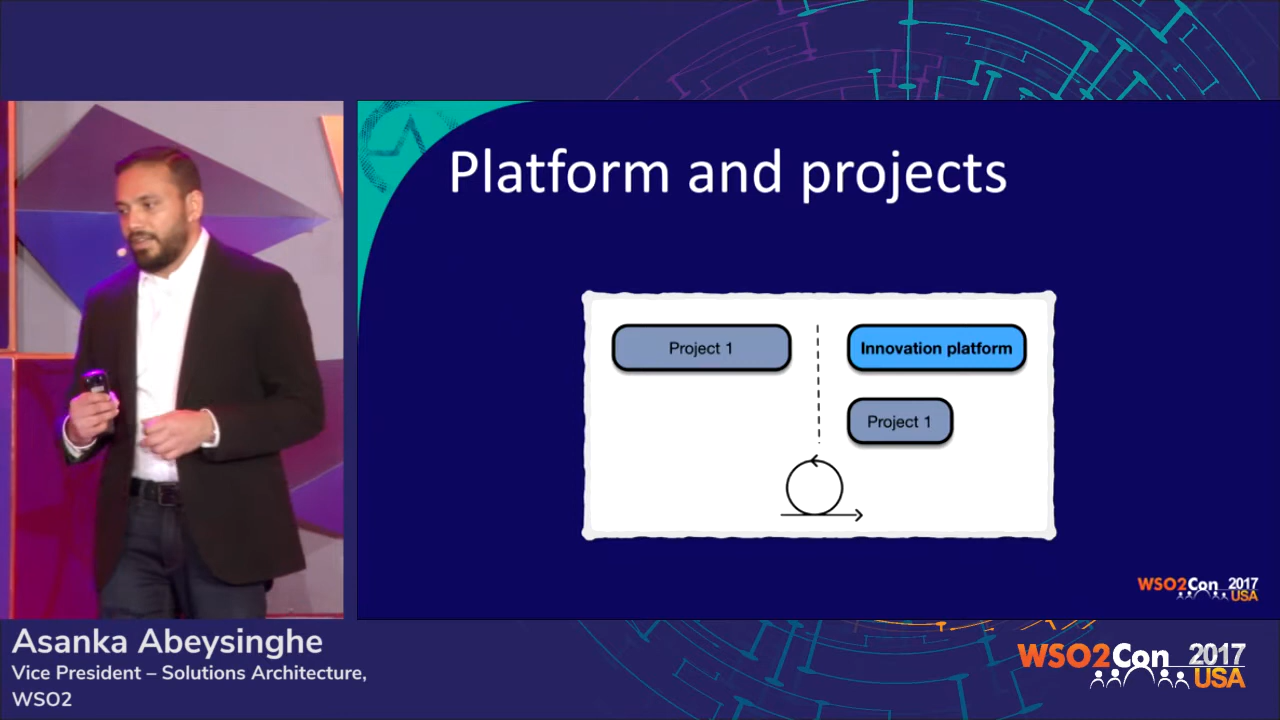 Platform and projects
Project 1
Innovation platform
Project 1
WSO2Con 2017
USA
Asanka Abeysinghe
Vice President – Solutions Architecture,
WSO2
WSO2Con 2017
USA